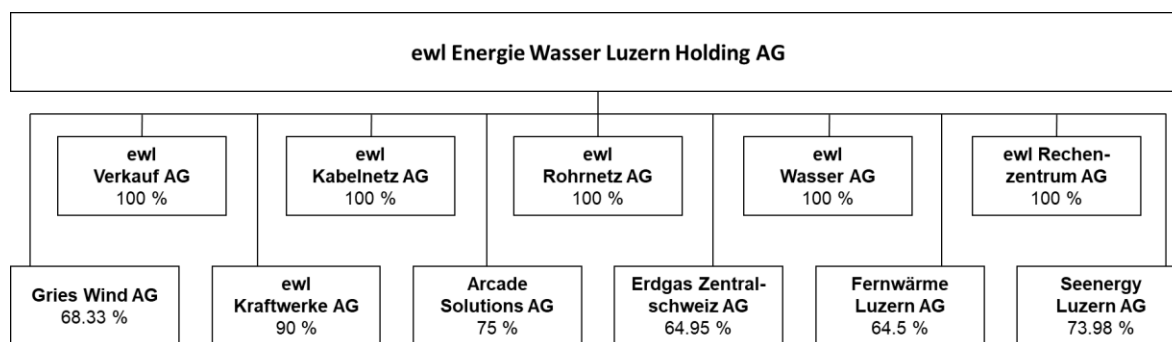 ewl Energie Wasser Luzern Holding AG
ewl
Verkauf AG
100 %
ewl
Kabelnetz AG
100 %
ewl
Rohrnetz AG
100 %
ewl
Wasser AG
100 %
ewl Rechen-
zentrum AG
100 %
Gries Wind AG
68.33 %
ewl
Kraftwerke AG
90 %
Arcade
Solutions AG
75 %
Erdgas Zentral-
schweiz AG
64.95 %
Fernwärme
Luzern AG
64.5 %
Seenergy
Luzern AG
73.98 %